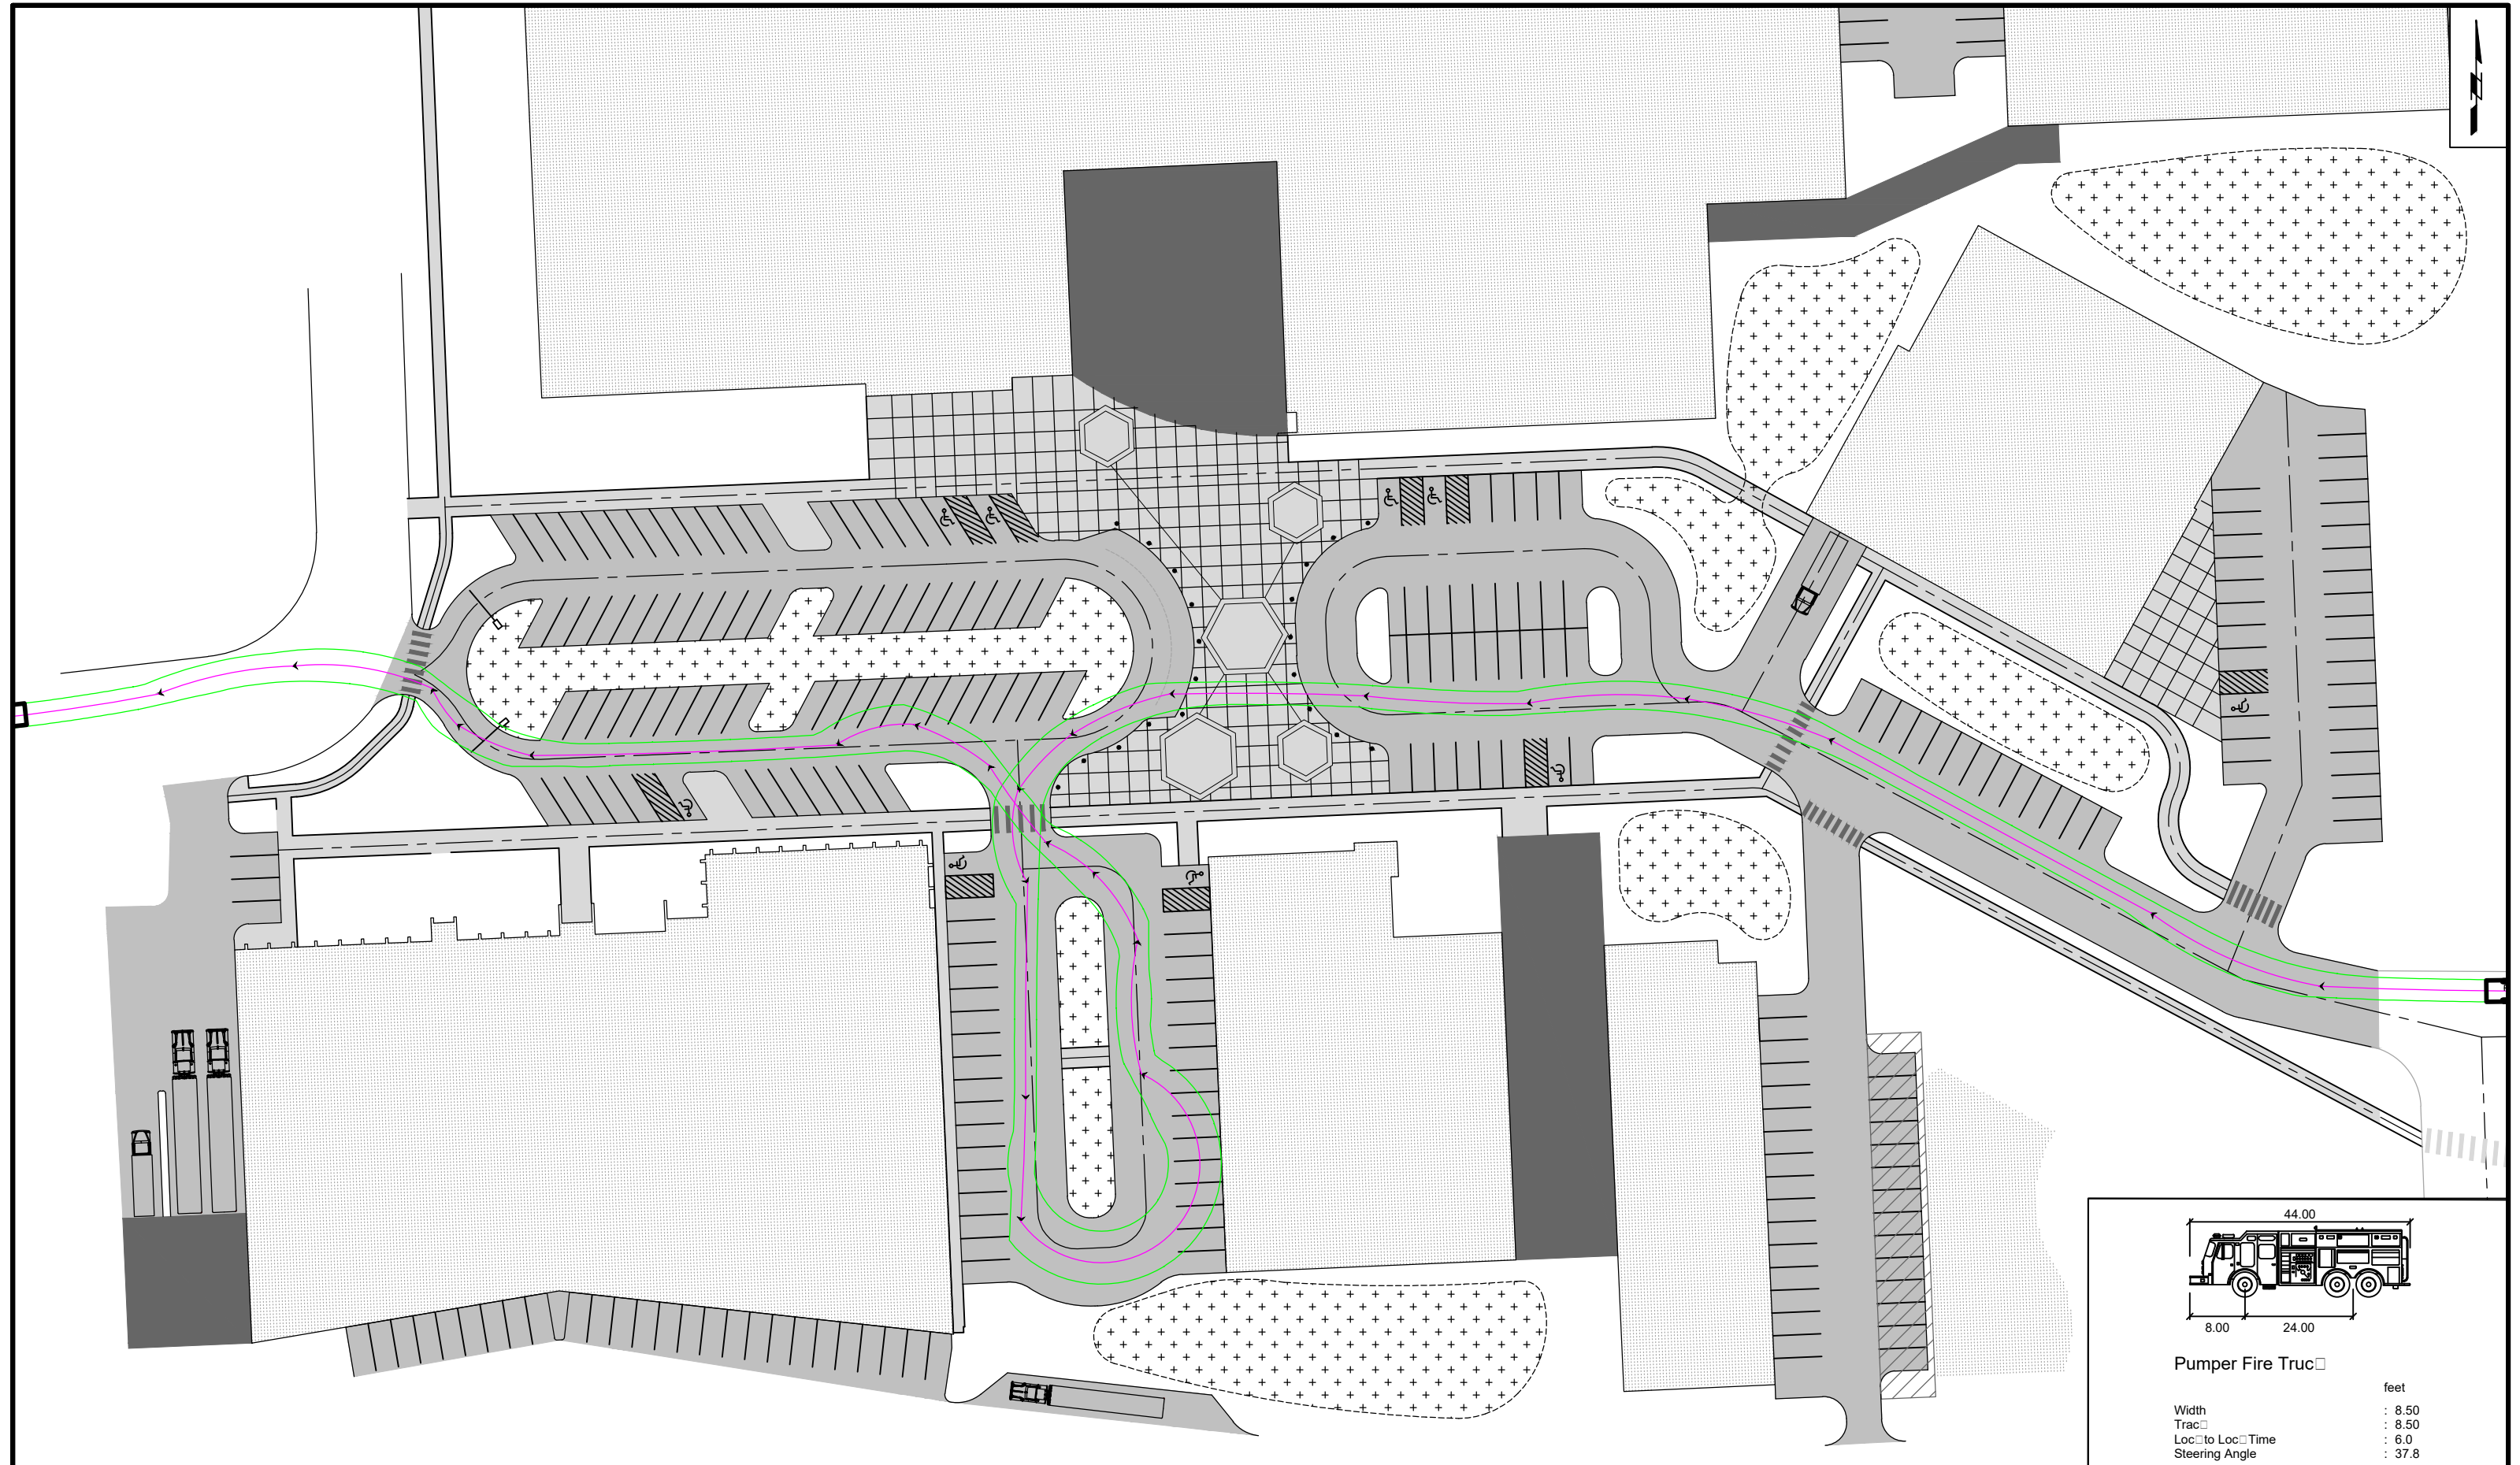 44.00
8.00 24.00
Pumper Fire Truc□
feet
Width : 8.50
Trac□ : 8.50
Loc□to Loc□Time : 6.0
Steering Angle : 37.8